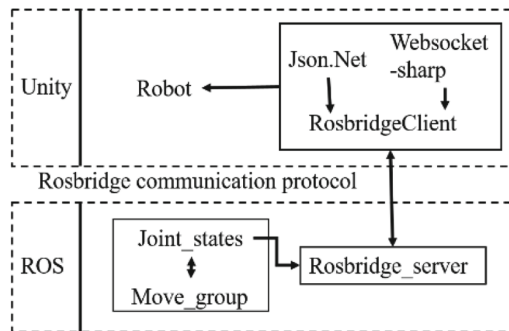 Unity
Robot
Json.Net
Websocket
-sharp
RosbridgeClient
Rosbridge communication protocol
ROS
Joint_states
Move_group
Rosbridge_server